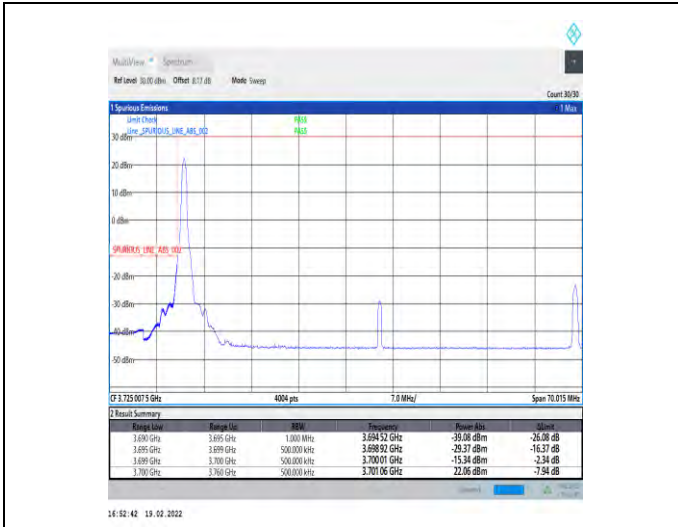 MultiView Spectrum
Ref Level 30.00 dBm Offset 8.17 dB Mode Sweep
Count 30/30
1 Spurious Emissions 1 Max
Limit Check PASS
Line _SPURIOUS_LINE_ABS_002 PASS
30 dBm
20 dBm
10 dBm
0 dBm
_SPURIOUS_LINE_ABS_002
-20 dBm
-30 dBm
-40 dBm
-50 dBm
CF 3.725 007 5 GHz 4004 pts 7.0 MHz/ Span 70.015 MHz
2 Result Summary
Range Low Range Up RBW Frequency Power Abs ΔLimit
3.690 GHz 3.695 GHz 1.000 MHz 3.694 52 GHz -39.08 dBm -26.08 dB
3.695 GHz 3.699 GHz 500.000 kHz 3.698 92 GHz -29.37 dBm -16.37 dB
3.699 GHz 3.700 GHz 500.000 kHz 3.700 01 GHz -15.34 dBm -2.34 dB
3.700 GHz 3.760 GHz 500.000 kHz 3.701 06 GHz 22.06 dBm -7.94 dB
16:52:42 19.02.2022